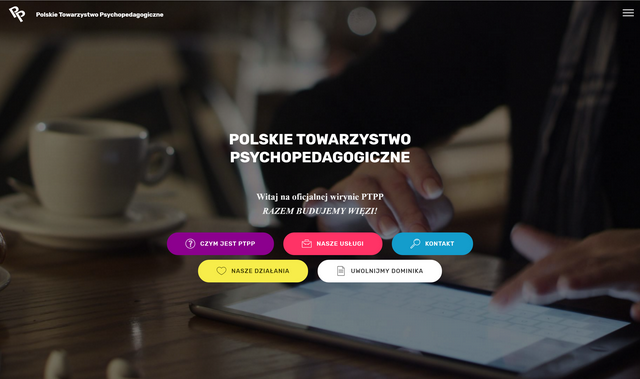 Polskie Towarzystwo Psychopedagogiczne
POLSKIE TOWARZYSTWO
PSYCHOPEDAGOGICZNE
Witaj na oficjalnej wirynie PTPP
RAZEM BUDUJEMY WIĘZI!
CZYM JEST PTPP
NASZE USŁUGI
KONTAKT
NASZE DZIAŁANIA
UWOLNIJMY DOMINIKA